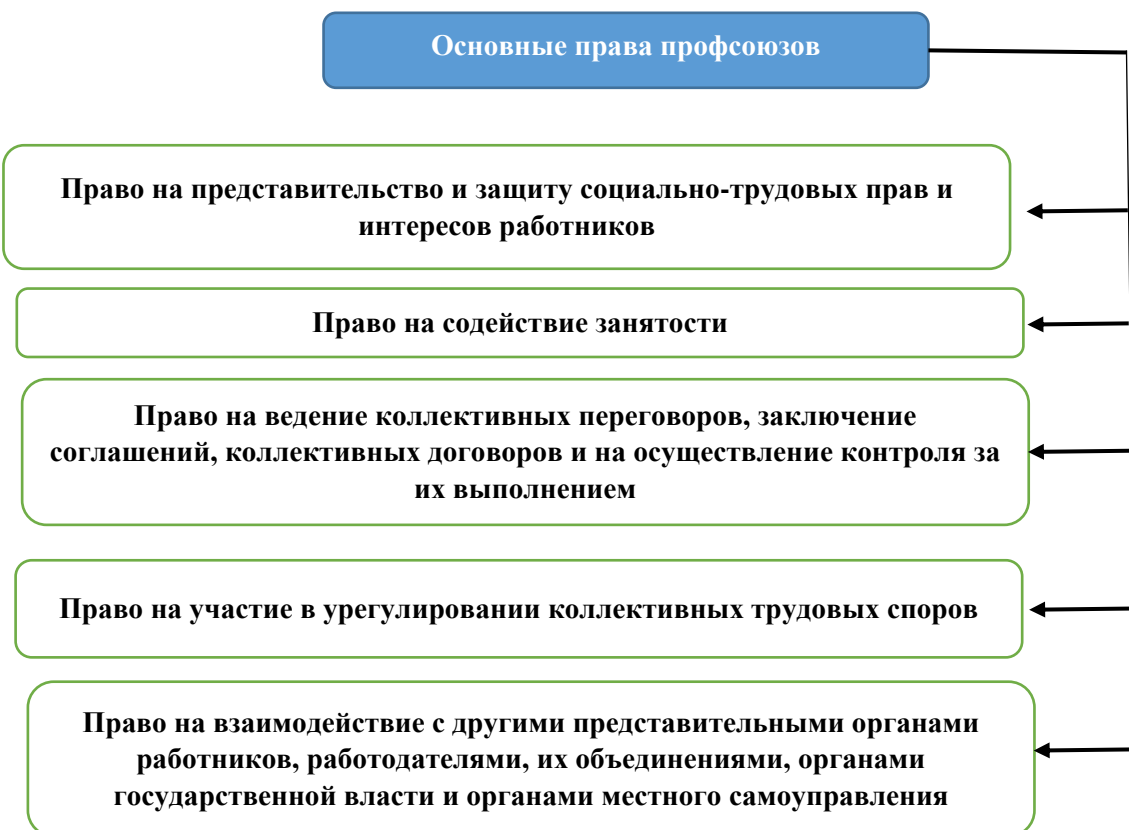 Основные права профсоюзов
Право на представительство и защиту социально-трудовых прав и
интересов работников
Право на содействие занятости
Право на ведение коллективных переговоров, заключение
соглашений, коллективных договоров и на осуществление контроля за
их выполнением
Право на участие в урегулировании коллективных трудовых споров
Право на взаимодействие с другими представительными органами
работников, работодателями, их объединениями, органами
государственной власти и органами местного самоуправления